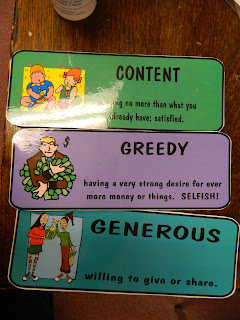 CONTENT
no more than what you
already have; satisfied.
$
GREEDY
having a very strong desire for ever
more money or things. SELFISH!
GENEROUS
willing to give or share.